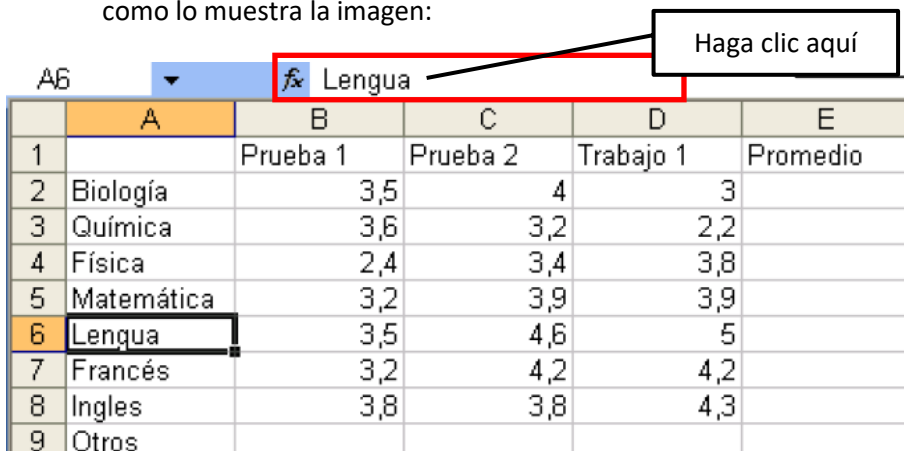 como lo muestra la imagen:
Haga clic aquí
A6 fx Lengua
A B C D E
1 Prueba 1 Prueba 2 Trabajo 1 Promedio
2 Biología 3,5 4 3
3 Química 3,6 3,2 2,2
4 Física 2,4 3,4 3,8
5 Matemática 3,2 3,9 3,9
6 Lengua 3,5 4,6 5
7 Francés 3,2 4,2 4,2
8 Ingles 3,8 3,8 4,3
9 Otros